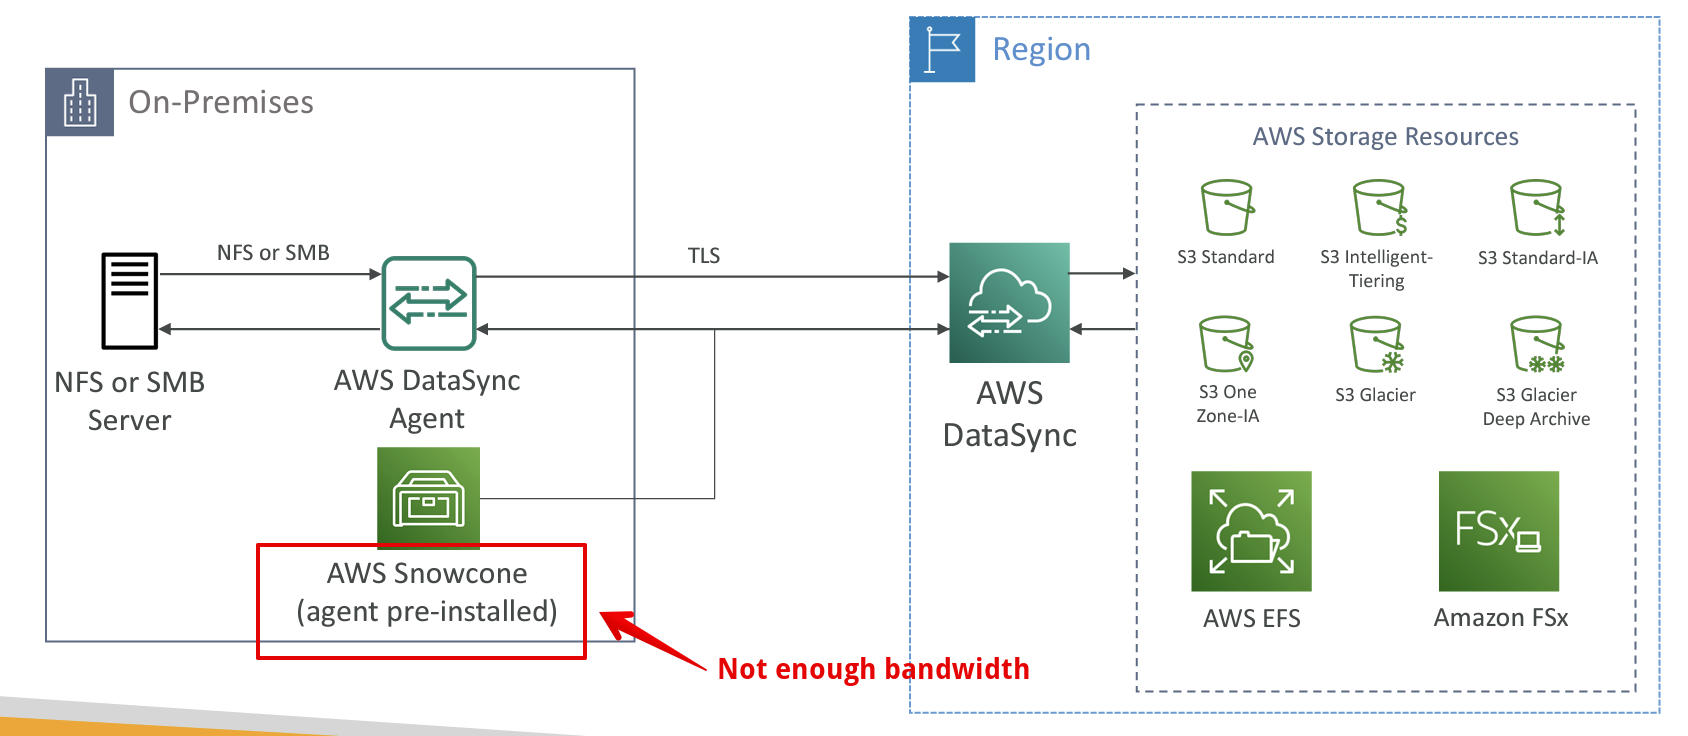 Region
On-Premises
AWS Storage Resources
S3 Standard
S3 Intelligent-
Tiering
S3 Standard-IA
NFS or SMB
TLS
S3 One
Zone-IA
S3 Glacier
S3 Glacier
Deep Archive
NFS or SMB
Server
AWS DataSync
Agent
AWS
DataSync
FSx
AWS EFS
Amazon FSx
AWS Snowcone
(agent pre-installed)
Not enough bandwidth